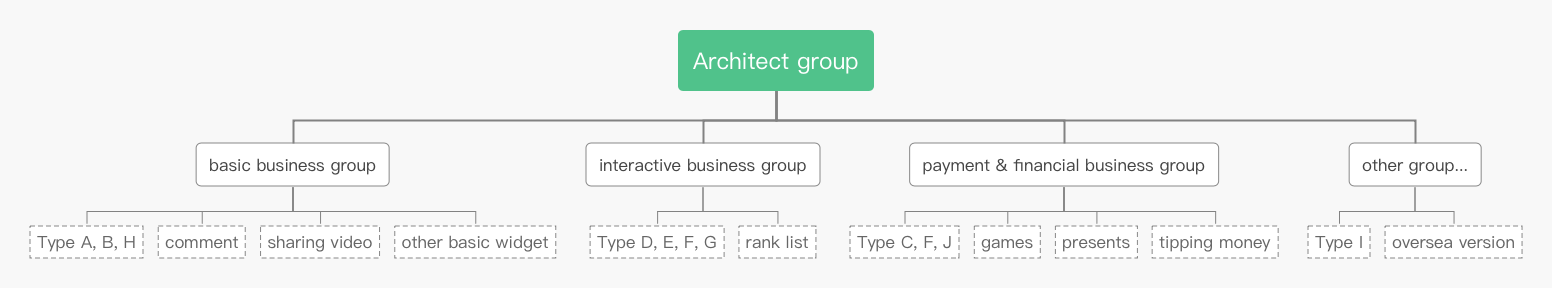 Architect group
basic business group
interactive business group
payment & financial business group
other group...
Type A, B, H
comment
sharing video
other basic widget
Type D, E, F, G
rank list
Type C, F, J
games
presents
tipping money
Type I
oversea version